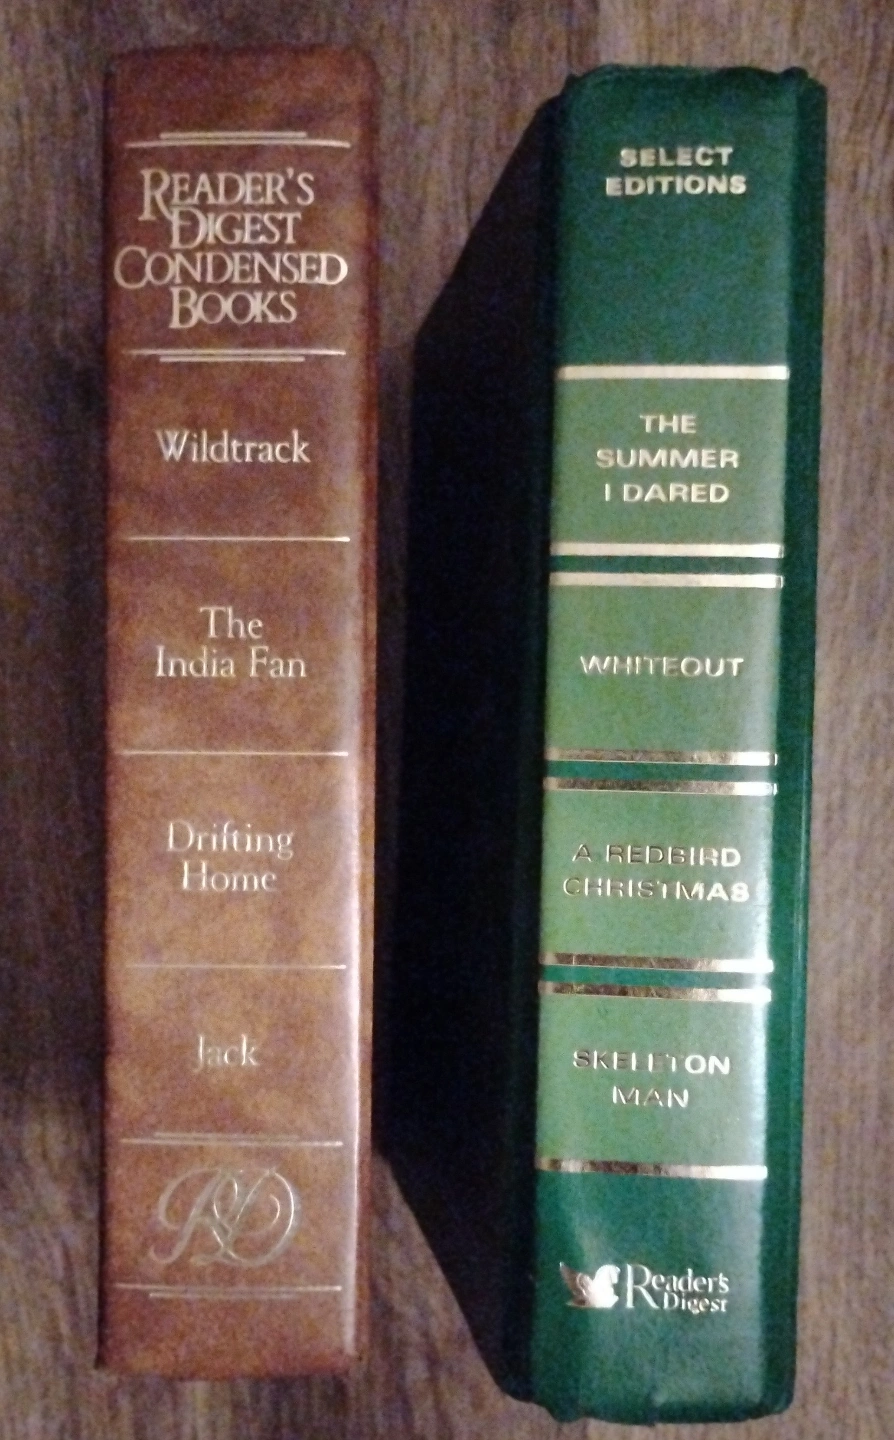 READER'S
DIGEST
CONDENSED
BOOKS
Wildtrack
The
India Fan
Drifting
Home
Jack
RD
SELECT
EDITIONS
THE
SUMMER
I DARED
WHITEOUT
A REDBIRD
CHRISTMAS
SKELETON
MAN
Reader's
Digest